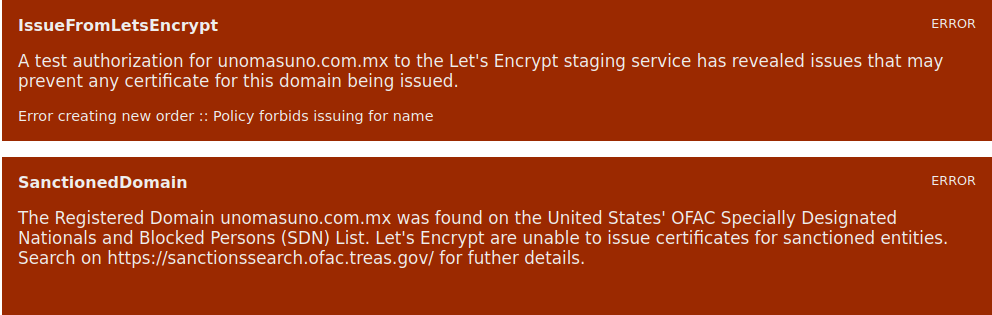 IssueFromLetsEncrypt
ERROR
A test authorization for unomasuno.com.mx to the Let's Encrypt staging service has revealed issues that may
prevent any certificate for this domain being issued.
Error creating new order :: Policy forbids issuing for name
SanctionedDomain
ERROR
The Registered Domain unomasuno.com.mx was found on the United States' OFAC Specially Designated
Nationals and Blocked Persons (SDN) List. Let's Encrypt are unable to issue certificates for sanctioned entities.
Search on https://sanctionssearch.ofac.treas.gov/ for futher details.